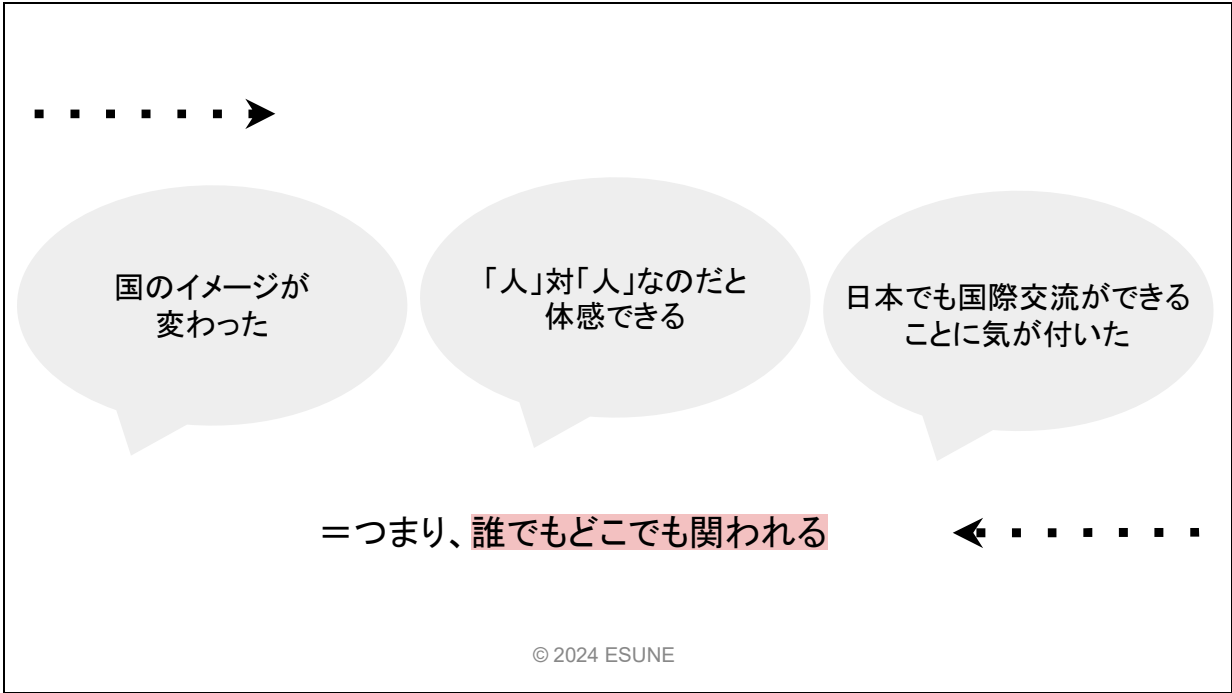 国のイメージが
変わった
「人」対「人」なのだと
体感できる
日本でも国際交流ができる
ことに気が付いた
＝つまり、誰でもどこでも関われる
© 2024 ESUNE